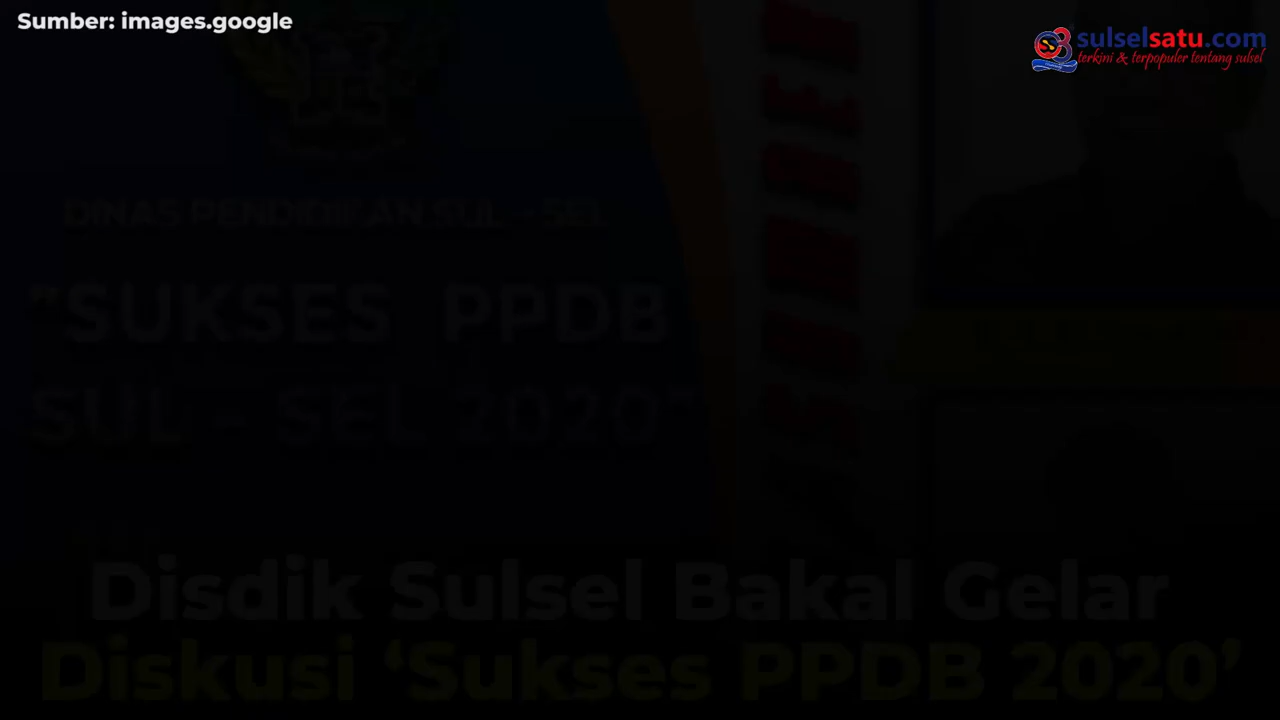 Sumber: images.google
sulselsatu.com
terkini & terpopuler tentang sulsel
DINAS PENDIDIKAN SUL - SEL
"SUKSES PPDB
SUL - SEL 2020"
Disdik Sulsel Bakal Gelar
Diskusi ‘Sukses PPDB 2020’